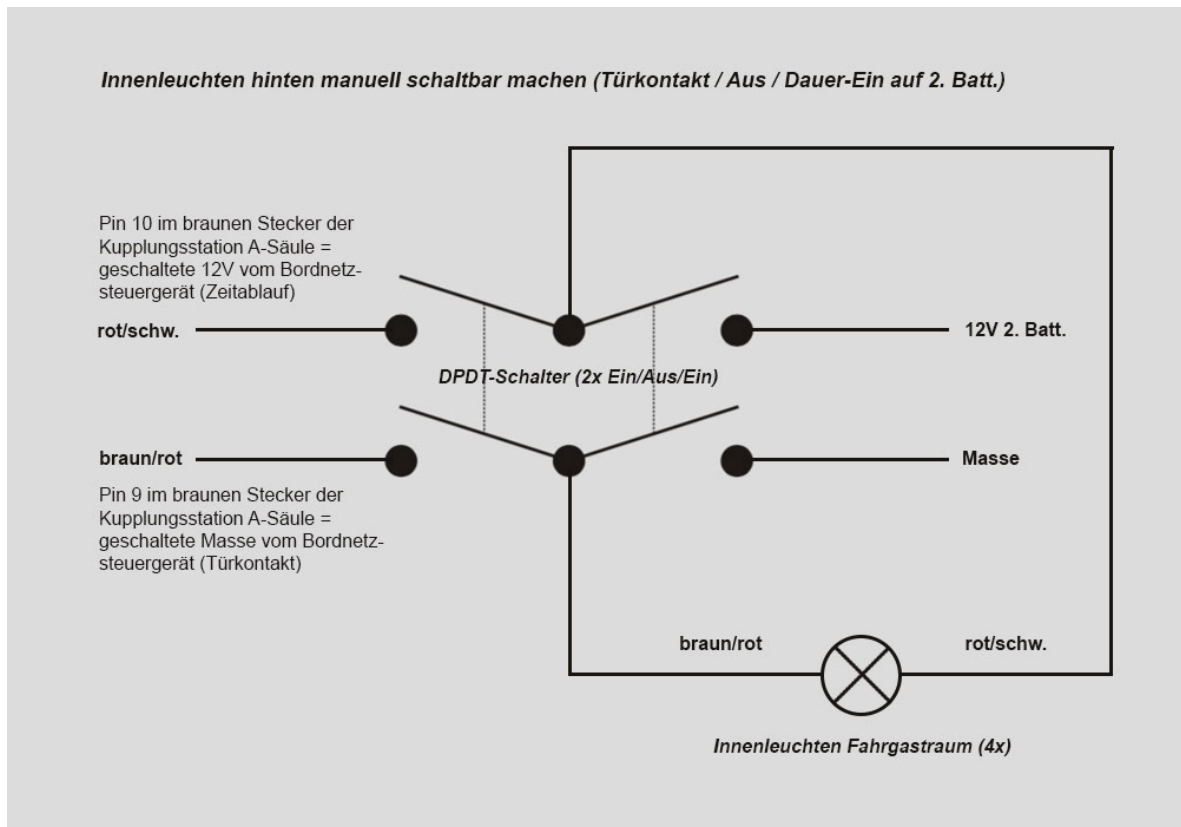 Innenleuchten hinten manuell schaltbar machen (Türkontakt / Aus / Dauer-Ein auf 2. Batt.)
Pin 10 im braunen Stecker der
Kupplungsstation A-Säule =
geschaltete 12V vom Bordnetz-
steuergerät (Zeitablauf)
rot/schw.
12V 2. Batt.
DPDT-Schalter (2x Ein/Aus/Ein)
braun/rot
Masse
Pin 9 im braunen Stecker der
Kupplungsstation A-Säule =
geschaltete Masse vom Bordnetz-
steuergerät (Türkontakt)
braun/rot
rot/schw.
Innenleuchten Fahrgastraum (4x)